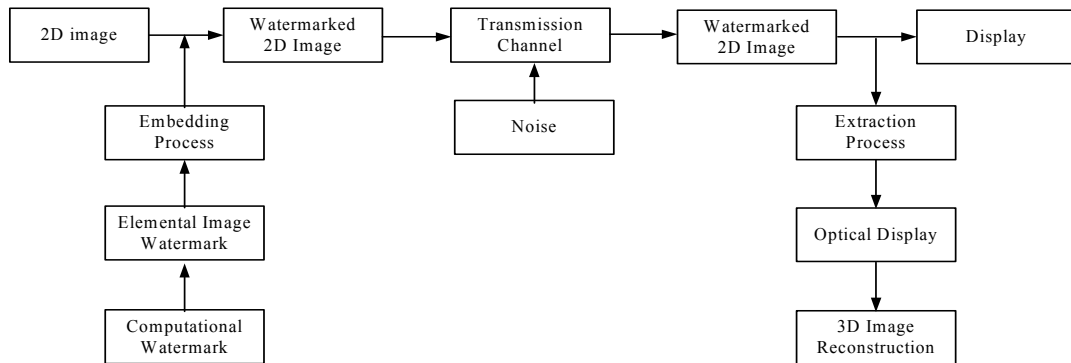 2D image
Watermarked
2D Image
Transmission
Channel
Watermarked
2D Image
Display
Embedding
Process
Noise
Extraction
Process
Elemental Image
Watermark
Optical Display
Computational
Watermark
3D Image
Reconstruction